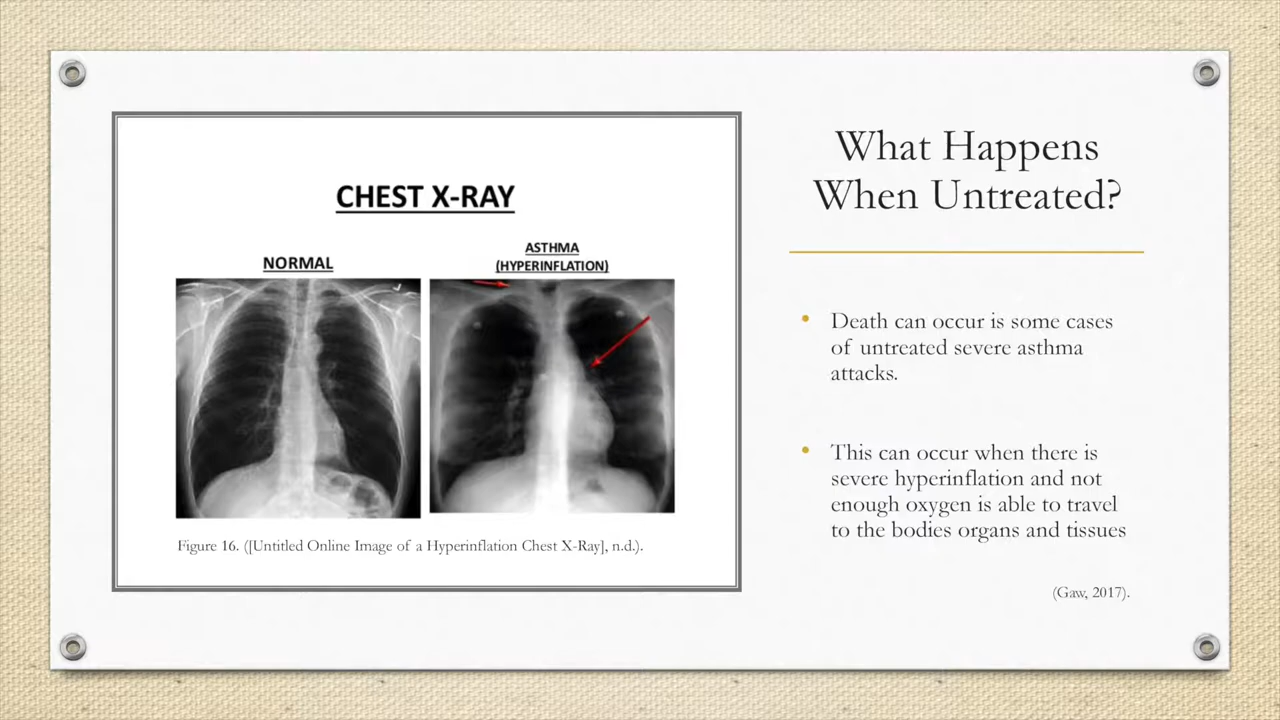 CHEST X-RAY
NORMAL
ASTHMA
(HYPERINFLATION)
Figure 16. ([Untitled Online Image of a Hyperinflation Chest X-Ray], n.d.).
What Happens
When Untreated?
• Death can occur is some cases
of untreated severe asthma
attacks.
• This can occur when there is
severe hyperinflation and not
enough oxygen is able to travel
to the bodies organs and tissues
(Gaw, 2017).